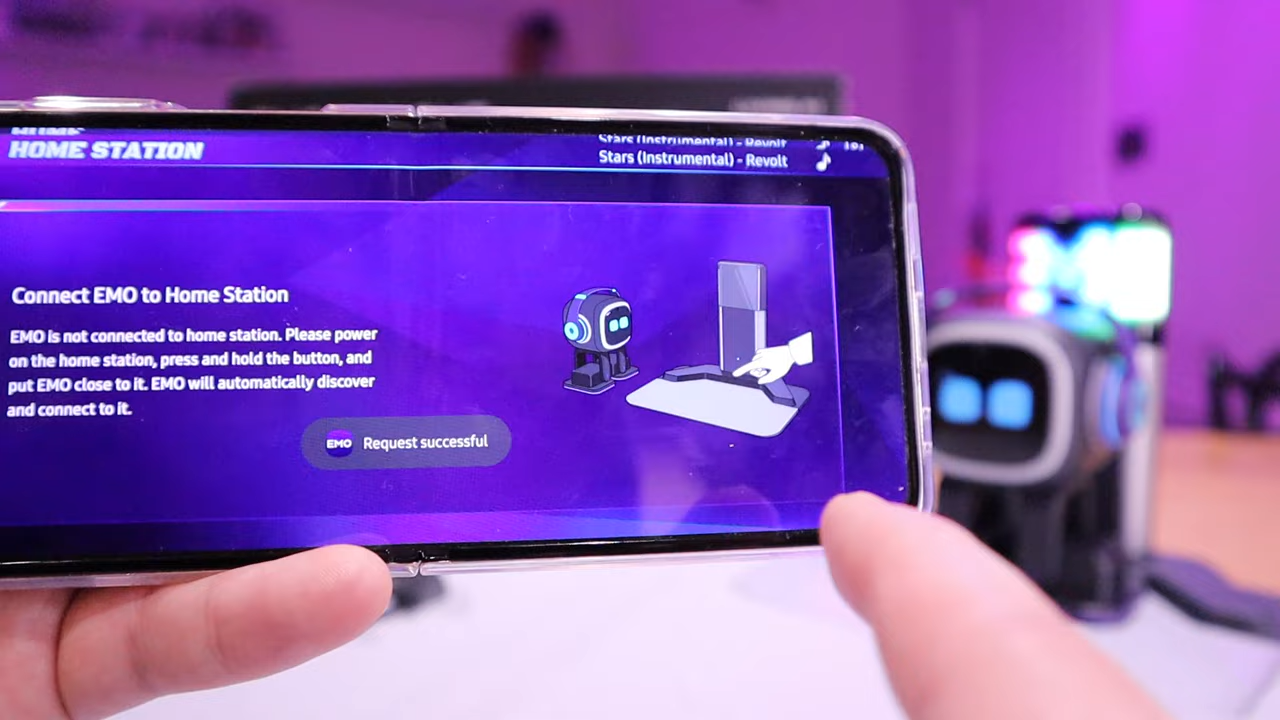 HOME STATION
Stars (Instrumental) - Revolt
Stars (Instrumental) - Revolt
Connect EMO to Home Station
EMO is not connected to home station. Please power
on the home station, press and hold the button, and
put EMO close to it. EMO will automatically discover
and connect to it.
EMO Request successful